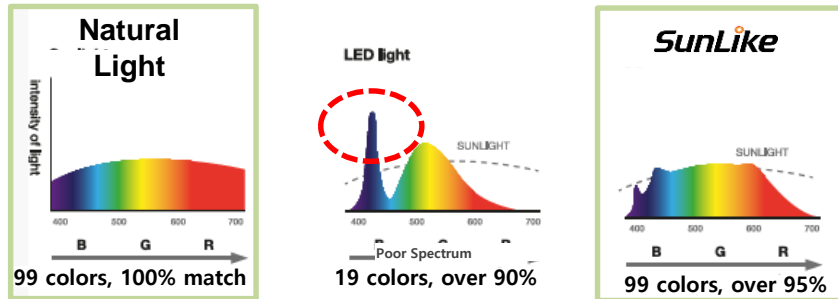 Natural
Light
intensity of light
400 500 600 700
B G R
99 colors, 100% match
LED light
SUNLIGHT
400 500 600 700
Poor Spectrum
19 colors, over 90%
SunLike
SUNLIGHT
400 500 600 700
B G R
99 colors, over 95%